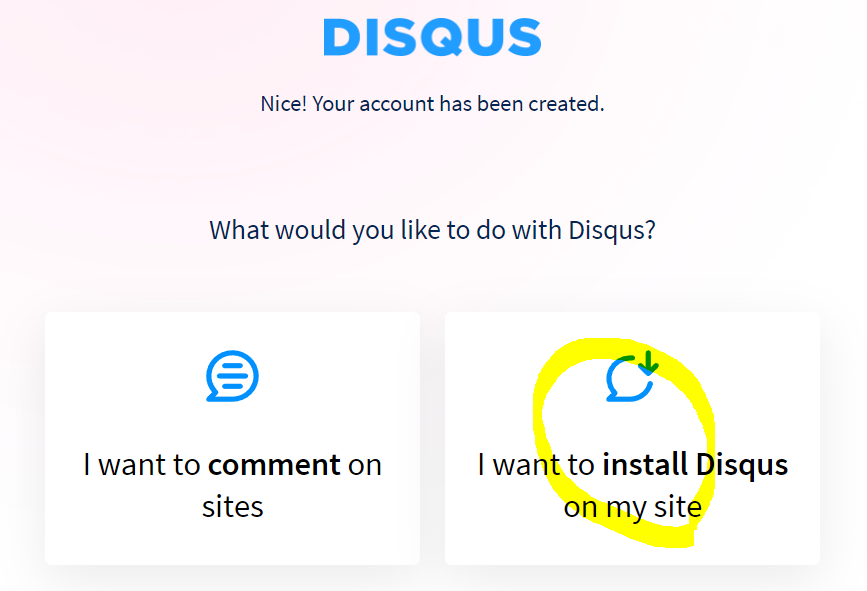 DISQUS
Nice! Your account has been created.
What would you like to do with Disqus?
I want to comment on
sites
I want to install Disqus
on my site